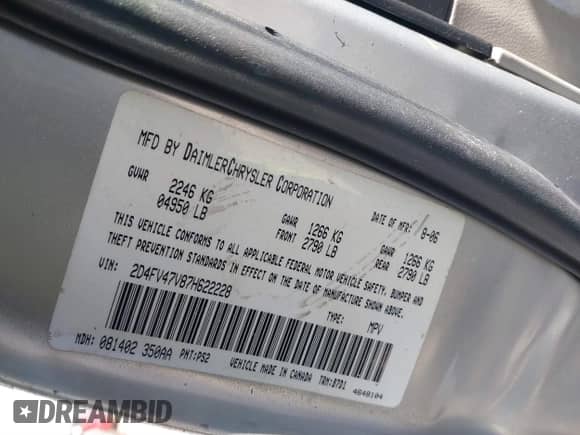 MFD BY DAIMLERCHRYSLER CORPORATION
DATE OF MFR: 8-06
GVWR 2246 KG 04950 LB
GAWR FRONT 1266 KG 2790 LB
GAWR REAR 1266 KG 2790 LB
THIS VEHICLE CONFORMS TO ALL APPLICABLE FEDERAL MOTOR VEHICLE SAFETY, BUMPER AND
THEFT PREVENTION STANDARDS IN EFFECT ON THE DATE OF MANUFACTURE SHOWN ABOVE.
VIN: 2D4FV47V87H622228
TYPE: MPV
MDH: 081402 350AA PNT:PS2
VEHICLE MADE IN CANADA TRM:B7D1
4648104
DREAMBID